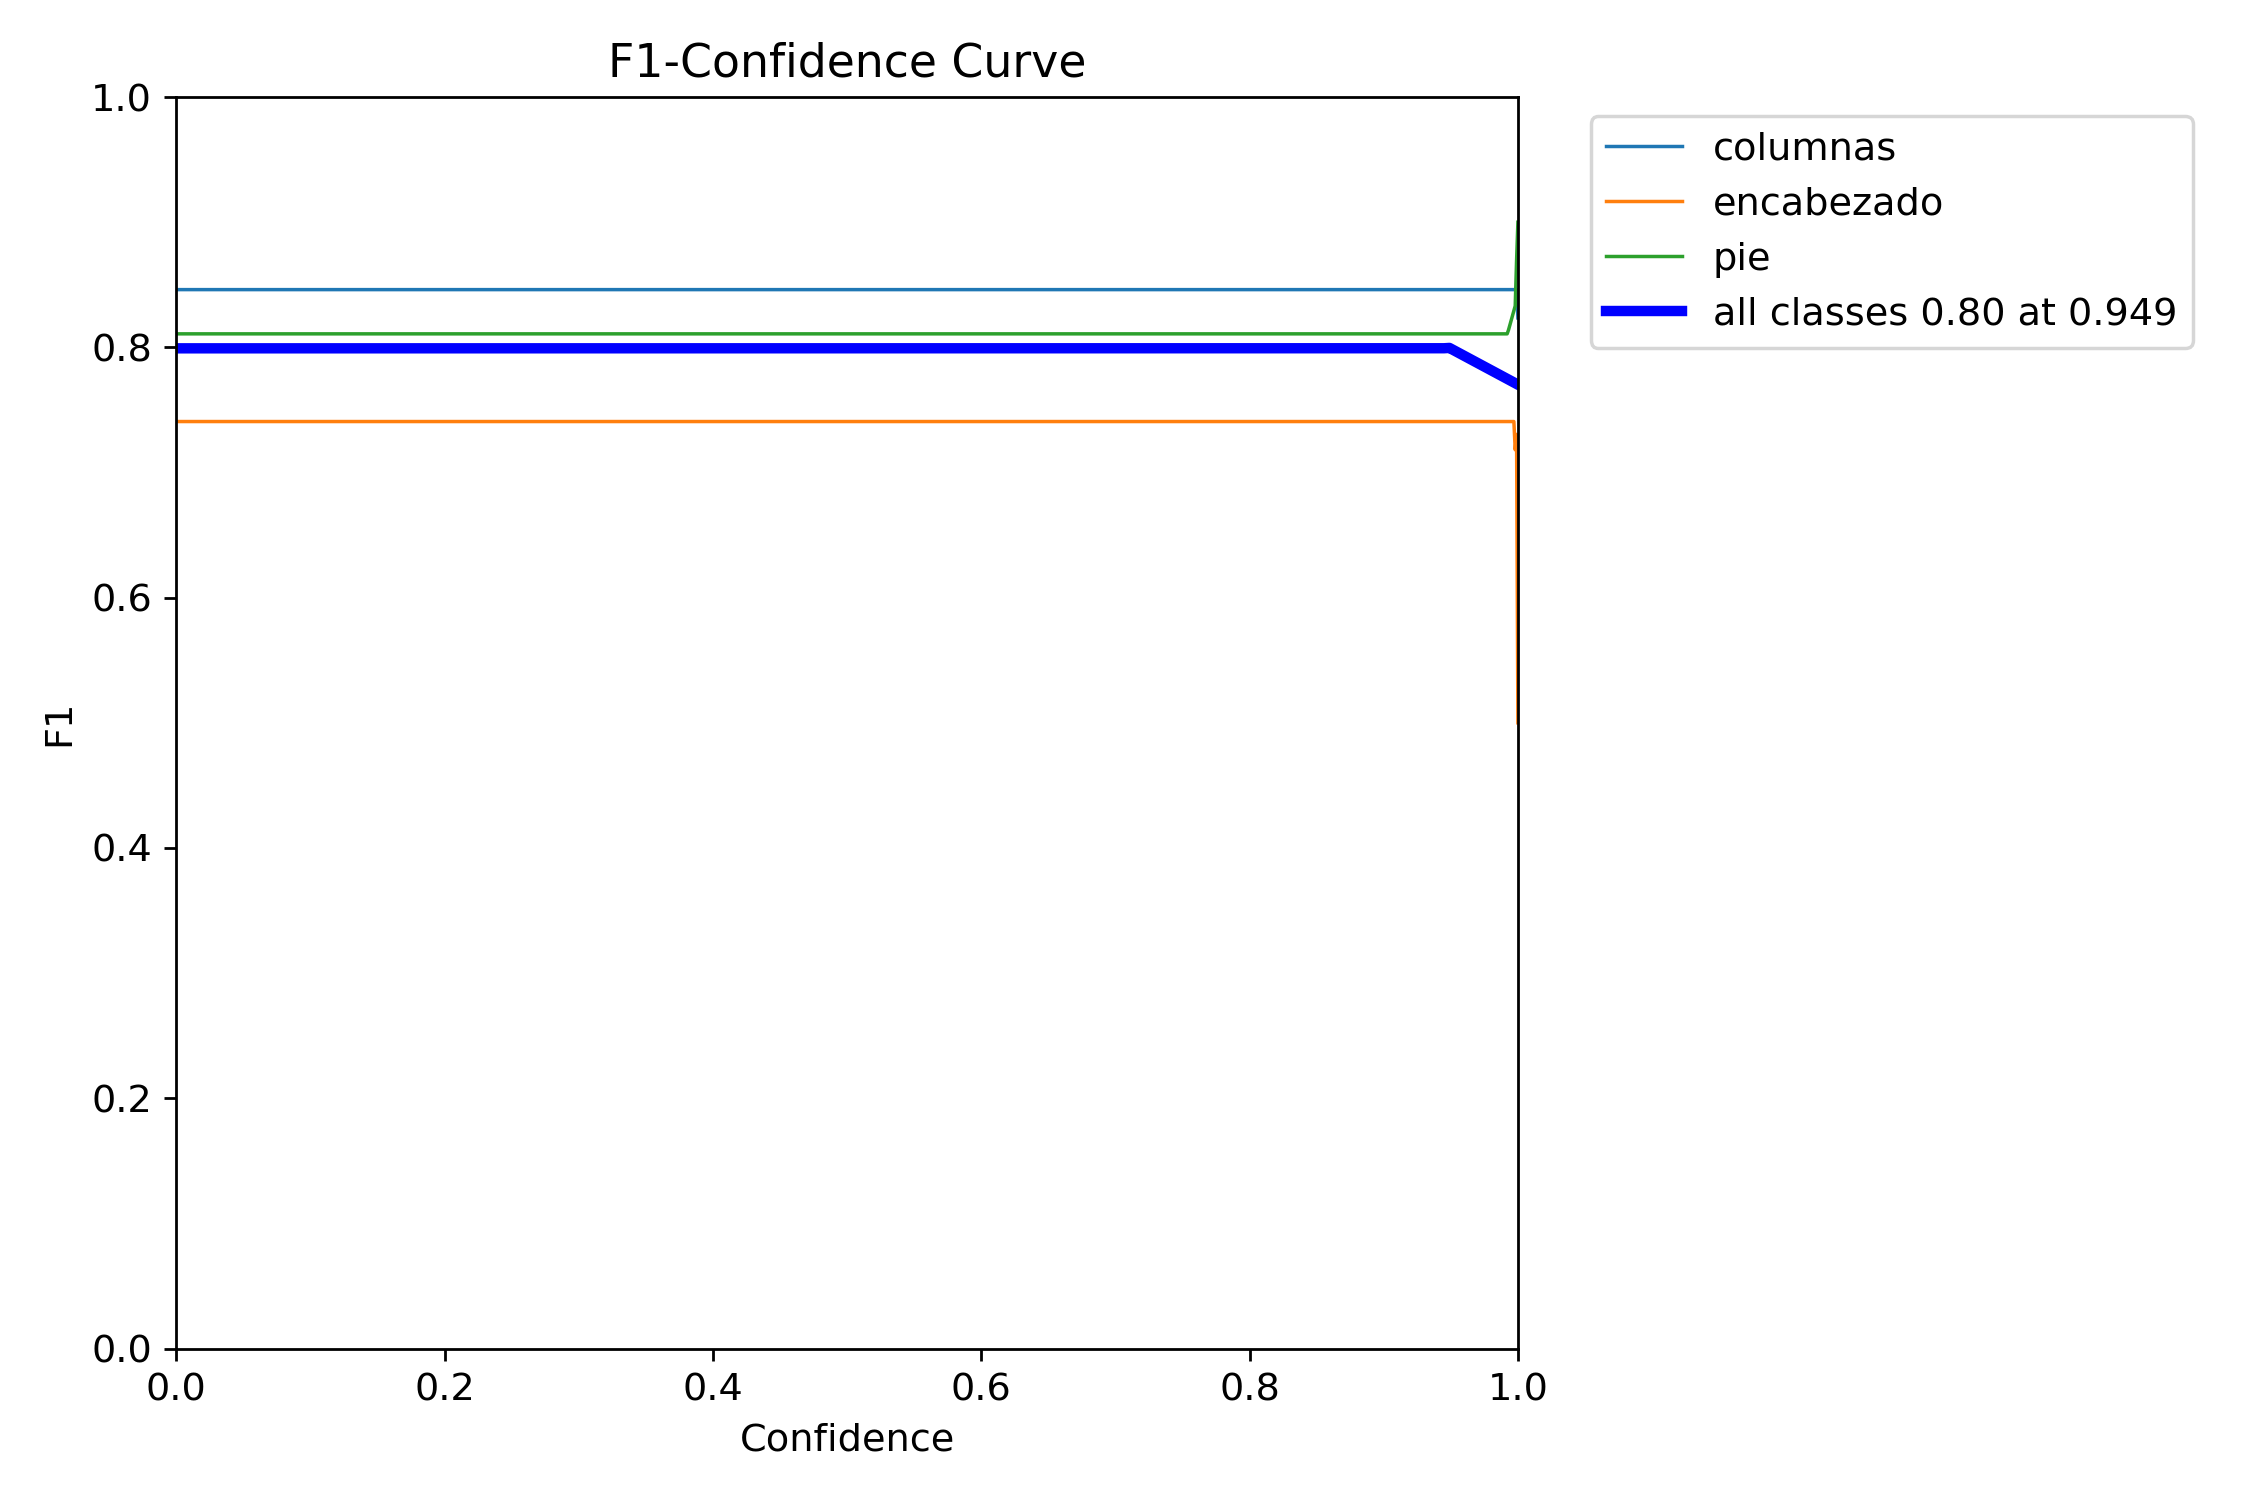 F1-Confidence Curve
1.0
0.8
0.6
0.4
0.2
0.0
F1
0.0 0.2 0.4 0.6 0.8 1.0
Confidence
columnas
encabezado
pie
all classes 0.80 at 0.949